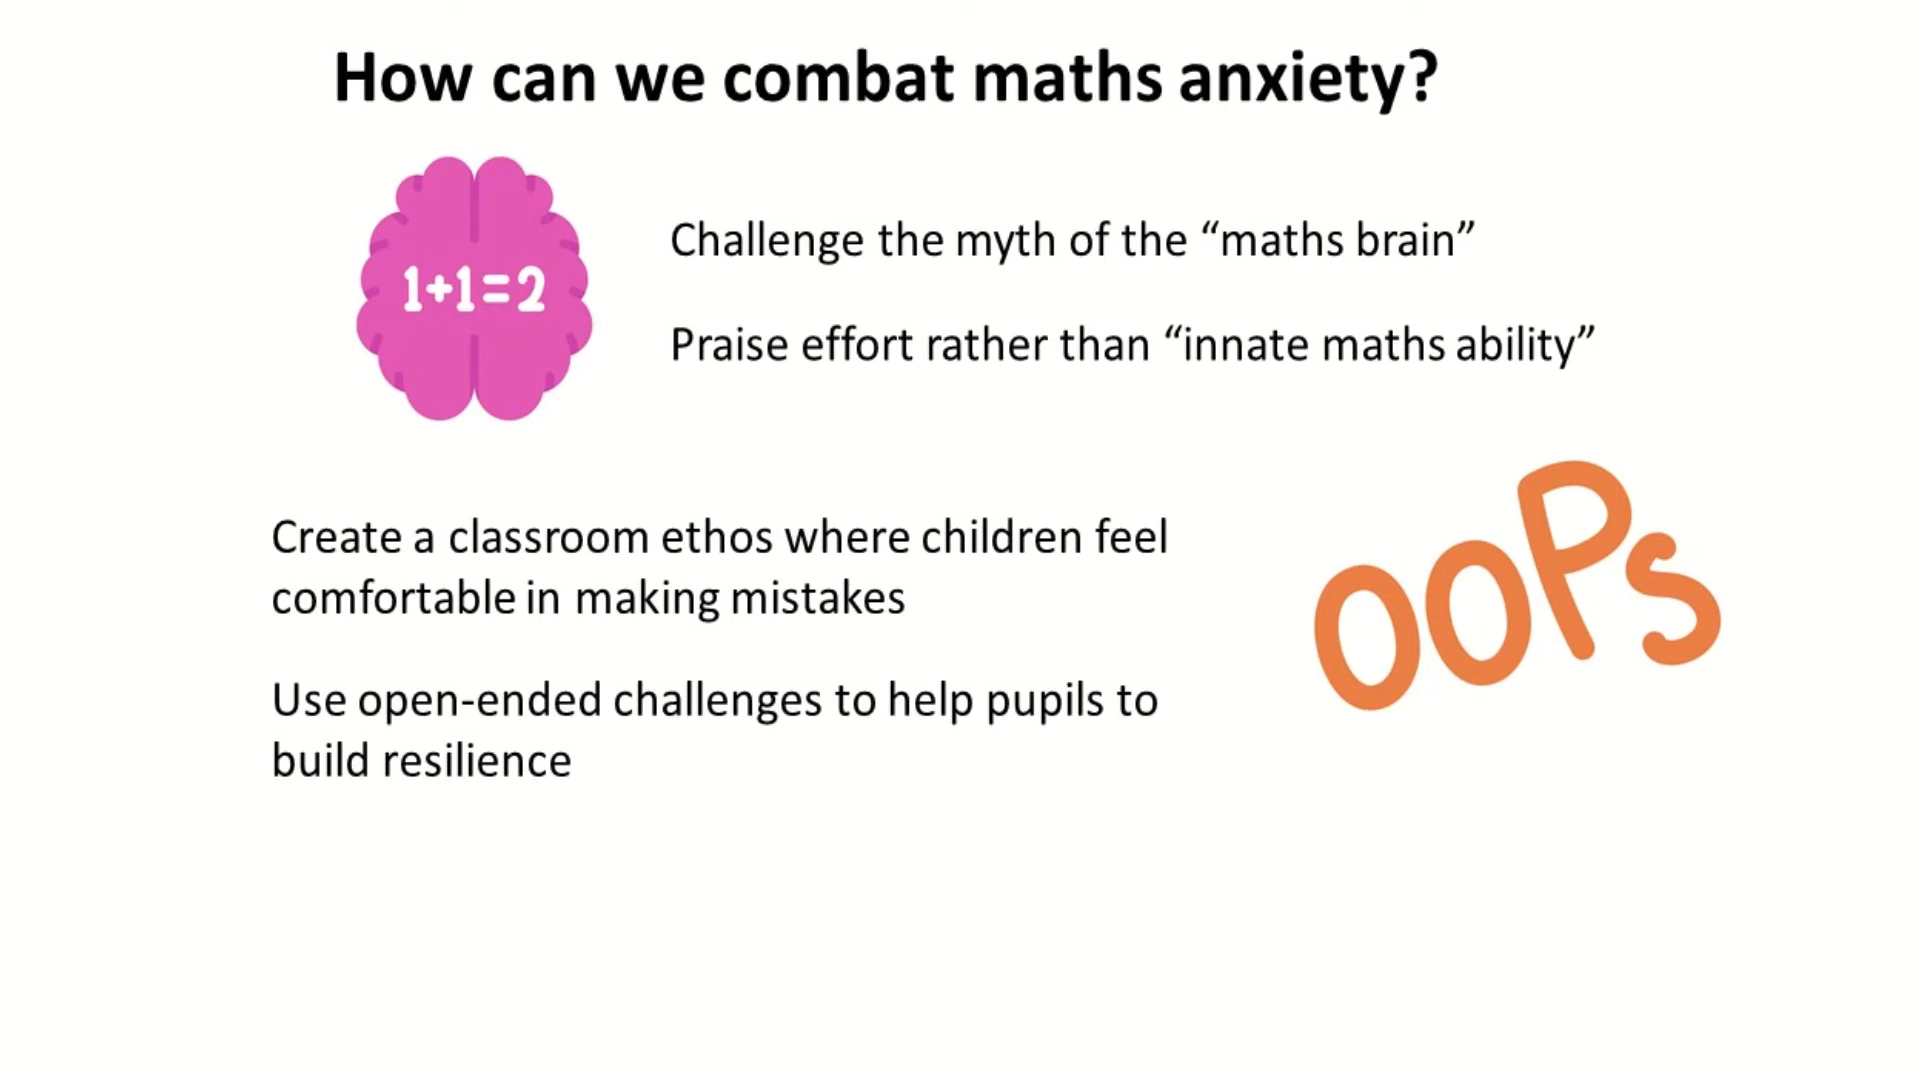 How can we combat maths anxiety?
1+1=2
Challenge the myth of the “maths brain”
Praise effort rather than “innate maths ability”
Create a classroom ethos where children feel
comfortable in making mistakes
OOPs
Use open-ended challenges to help pupils to
build resilience